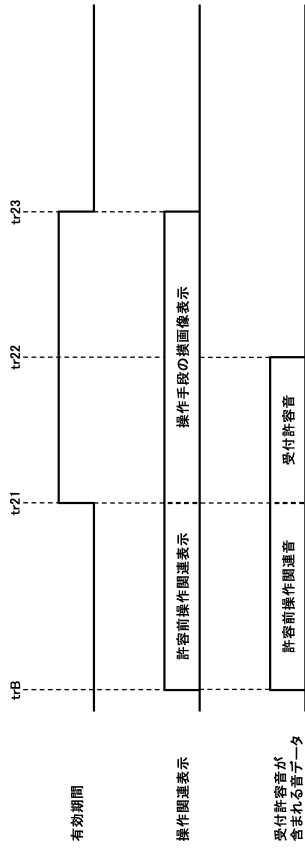 trB
tr21
tr22
tr23
有効期間
操作関連表示
許容前操作関連表示
操作手段の摸画像表示
受付許容音が
含まれる音データ
許容前操作関連音
受付許容音